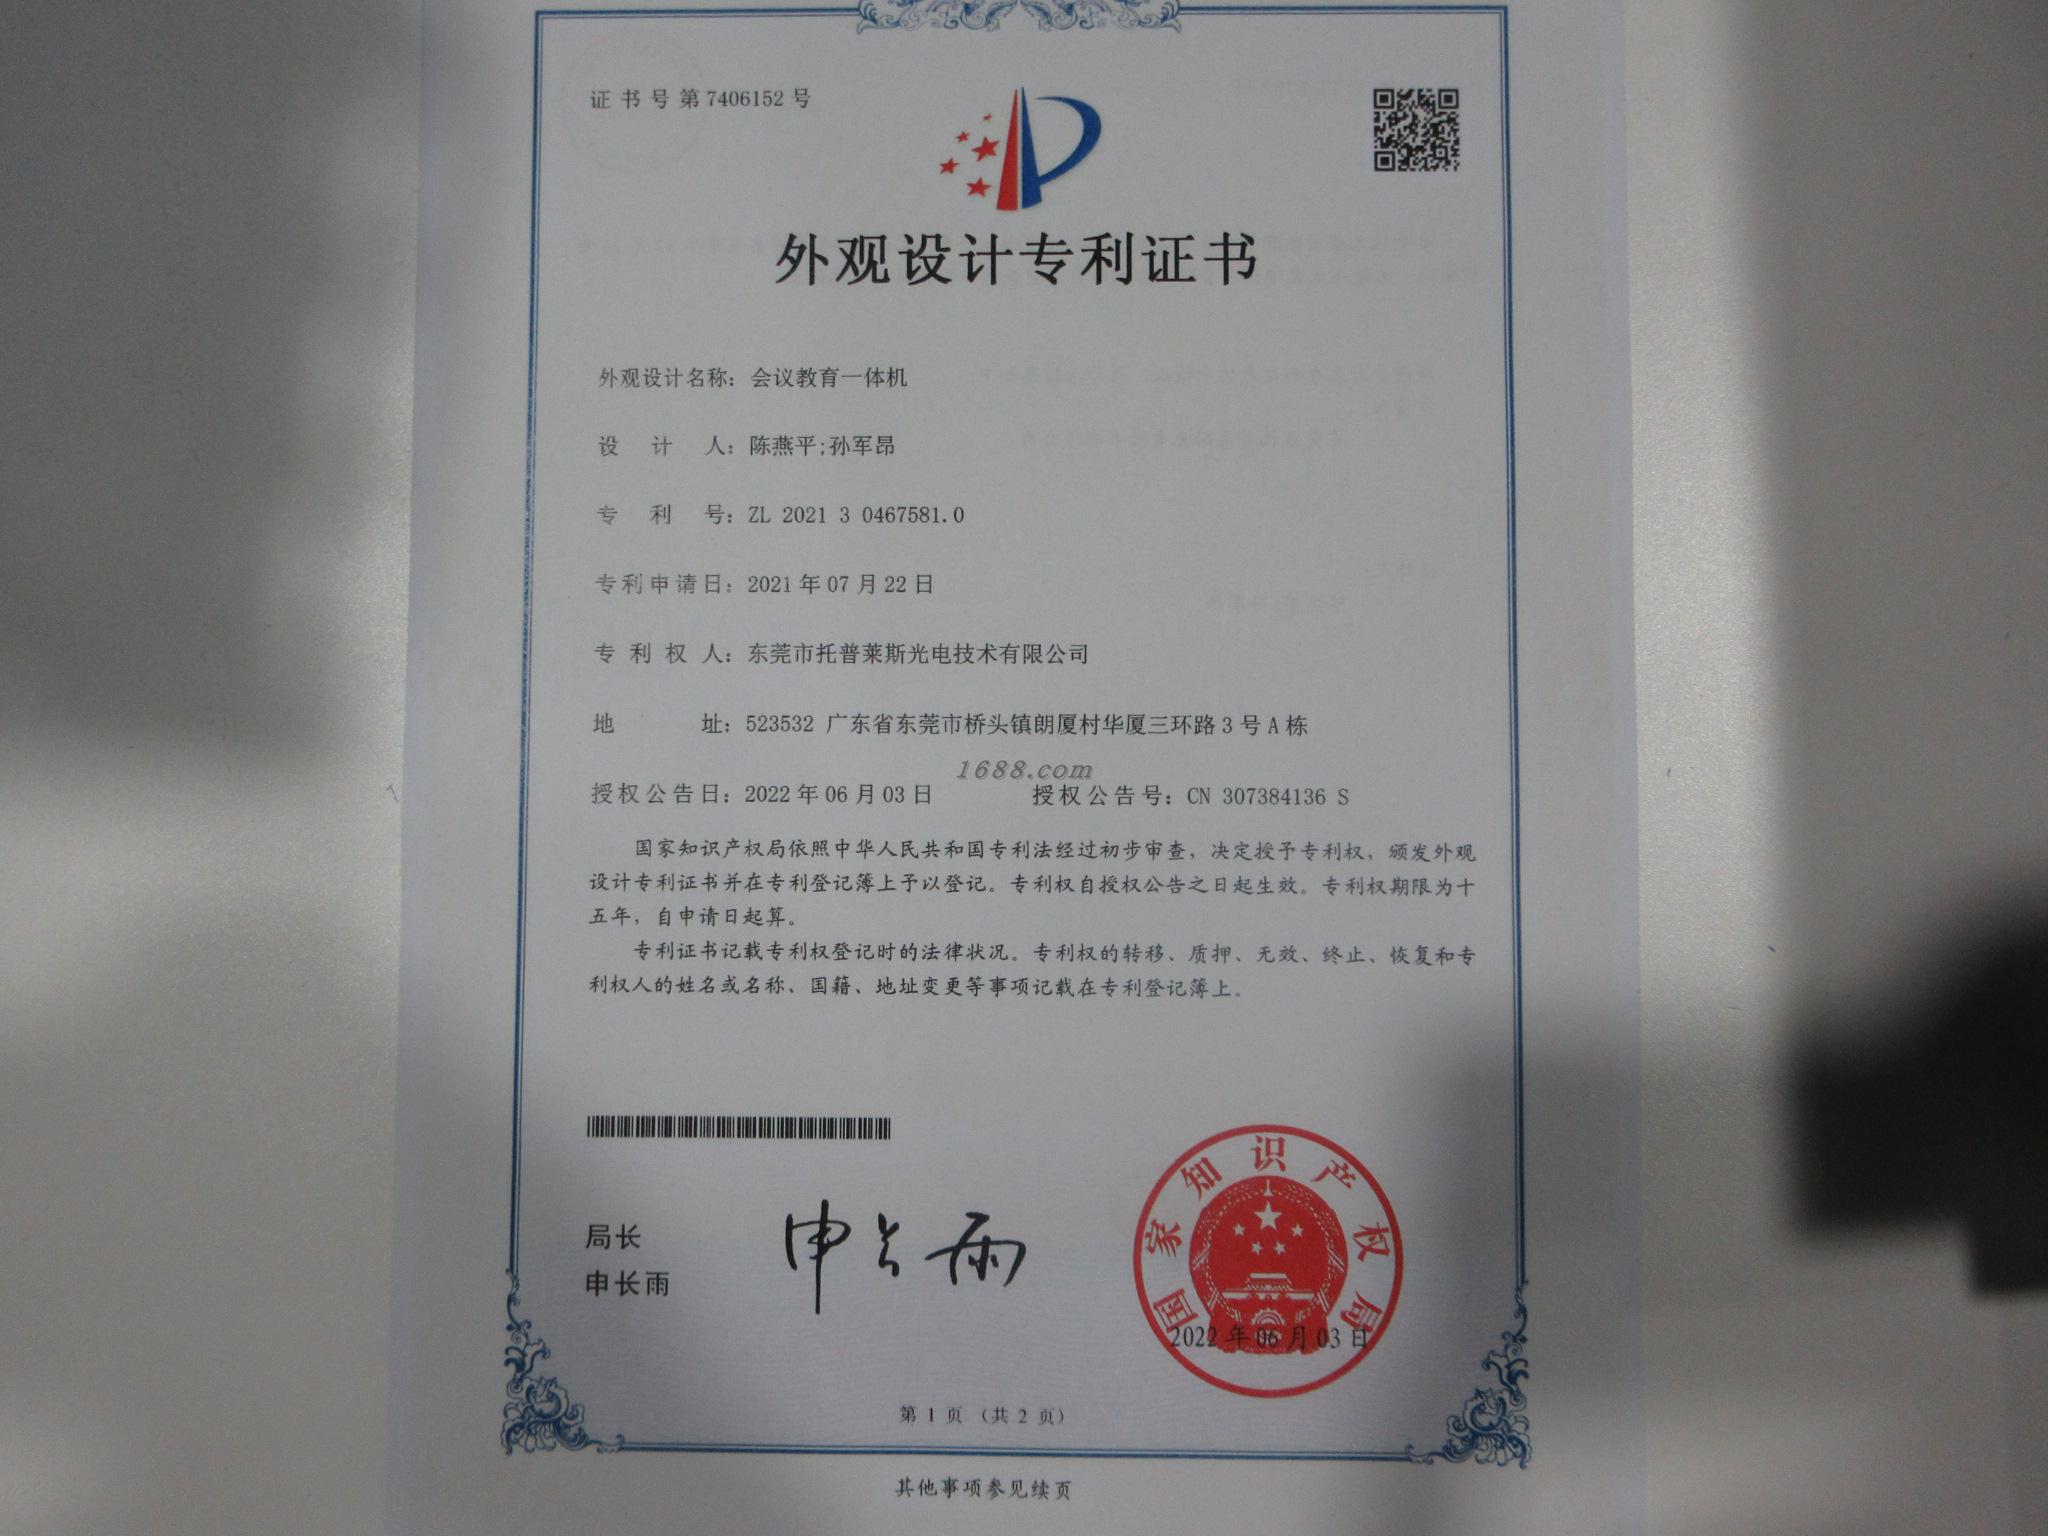 证书号第7406152号
外观设计专利证书
外观设计名称：会议教育一体机
设计人：陈燕平;孙军昂
专利号：ZL 2021 3 0467581.0
专利申请日：2021年07月22日
专利权人：东莞市托普莱斯光电技术有限公司
地址：523532 广东省东莞市桥头镇朗厦村华厦三环路3号A栋
1688.com
授权公告日：2022年06月03日 授权公告号：CN 307384136 S
国家知识产权局依照中华人民共和国专利法经过初步审查，决定授予专利权，颁发外观
设计专利证书并在专利登记簿上予以登记。专利权自授权公告之日起生效。专利权期限为十
五年，自申请日起算。
专利证书记载专利权登记时的法律状况。专利权的转移、质押、无效、终止、恢复和专
利权人的姓名或名称、国籍、地址变更等事项记载在专利登记簿上。
局长
申长雨
申长雨
国家知识产权局
2022年06月03日
第 1 页 （共 2 页）
其他事项参见续页